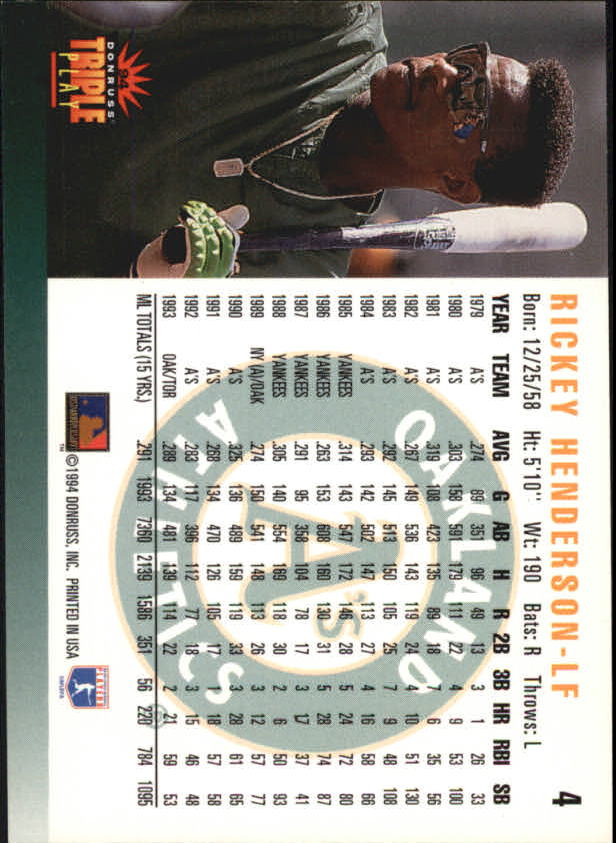 RICKEY HENDERSON-LF 4
Born: 12/25/58 Ht: 5'10" Wt: 190 Bats: R Throws: L
YEAR TEAM AVG G AB H R 2B 3B HR RBI SB
1979 A'S .274 89 351 96 49 13 3 1 26 33
1980 A'S .303 158 591 179 111 22 4 9 53 100
1981 A'S .319 108 423 135 89 18 7 6 35 56
1982 A'S .267 149 536 143 119 24 4 10 51 130
1983 A'S .292 145 513 150 105 25 7 9 48 108
1984 A'S .293 142 502 147 113 27 4 16 58 66
1985 YANKEES .314 143 547 172 146 28 5 24 72 80
1986 YANKEES .263 153 608 160 130 31 5 28 74 87
1987 YANKEES .291 95 358 104 78 17 3 17 37 41
1988 YANKEES .305 140 554 169 118 30 2 6 50 93
1989 NY (A)/OAK .274 150 541 148 113 26 3 12 57 77
1990 A'S .325 136 489 159 119 33 3 28 61 65
1991 A'S .268 134 470 126 105 17 1 18 57 58
1992 A'S .283 117 396 112 77 18 3 15 46 48
1993 OAK/TOR .289 134 481 139 114 22 2 21 59 53
ML TOTALS (15 YRS.) .291 1993 7360 2139 1586 351 56 220 784 1095
OAKLAND
A's
ATHLETICS
'94
DONRUSS
TRIPLE
PLAY
™ ©1994 DONRUSS, INC. PRINTED IN USA
PLAYERS
©MLBPA